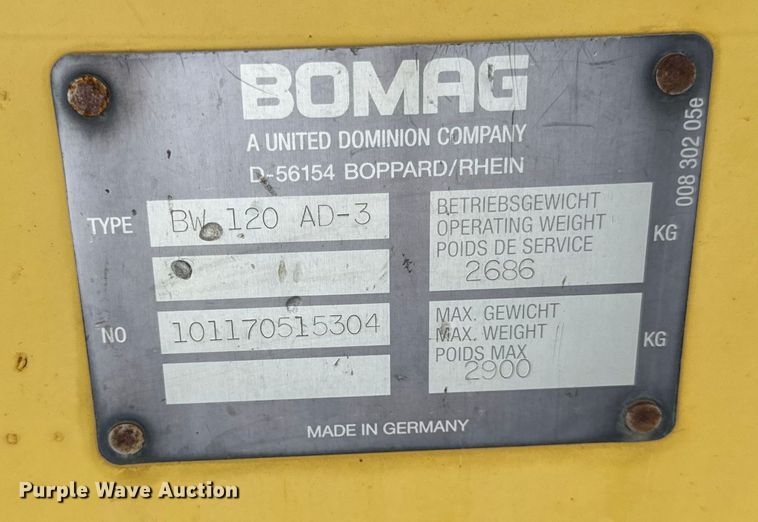 BOMAG
A UNITED DOMINION COMPANY
D-56154 BOPPARD/RHEIN
008 302 05e
TYPE BW 120 AD-3
BETRIEBSGEWICHT
OPERATING WEIGHT
POIDS DE SERVICE
2686
KG
NO 101170515304
MAX. GEWICHT
MAX. WEIGHT
POIDS MAX
2900
KG
MADE IN GERMANY
Purple Wave Auction